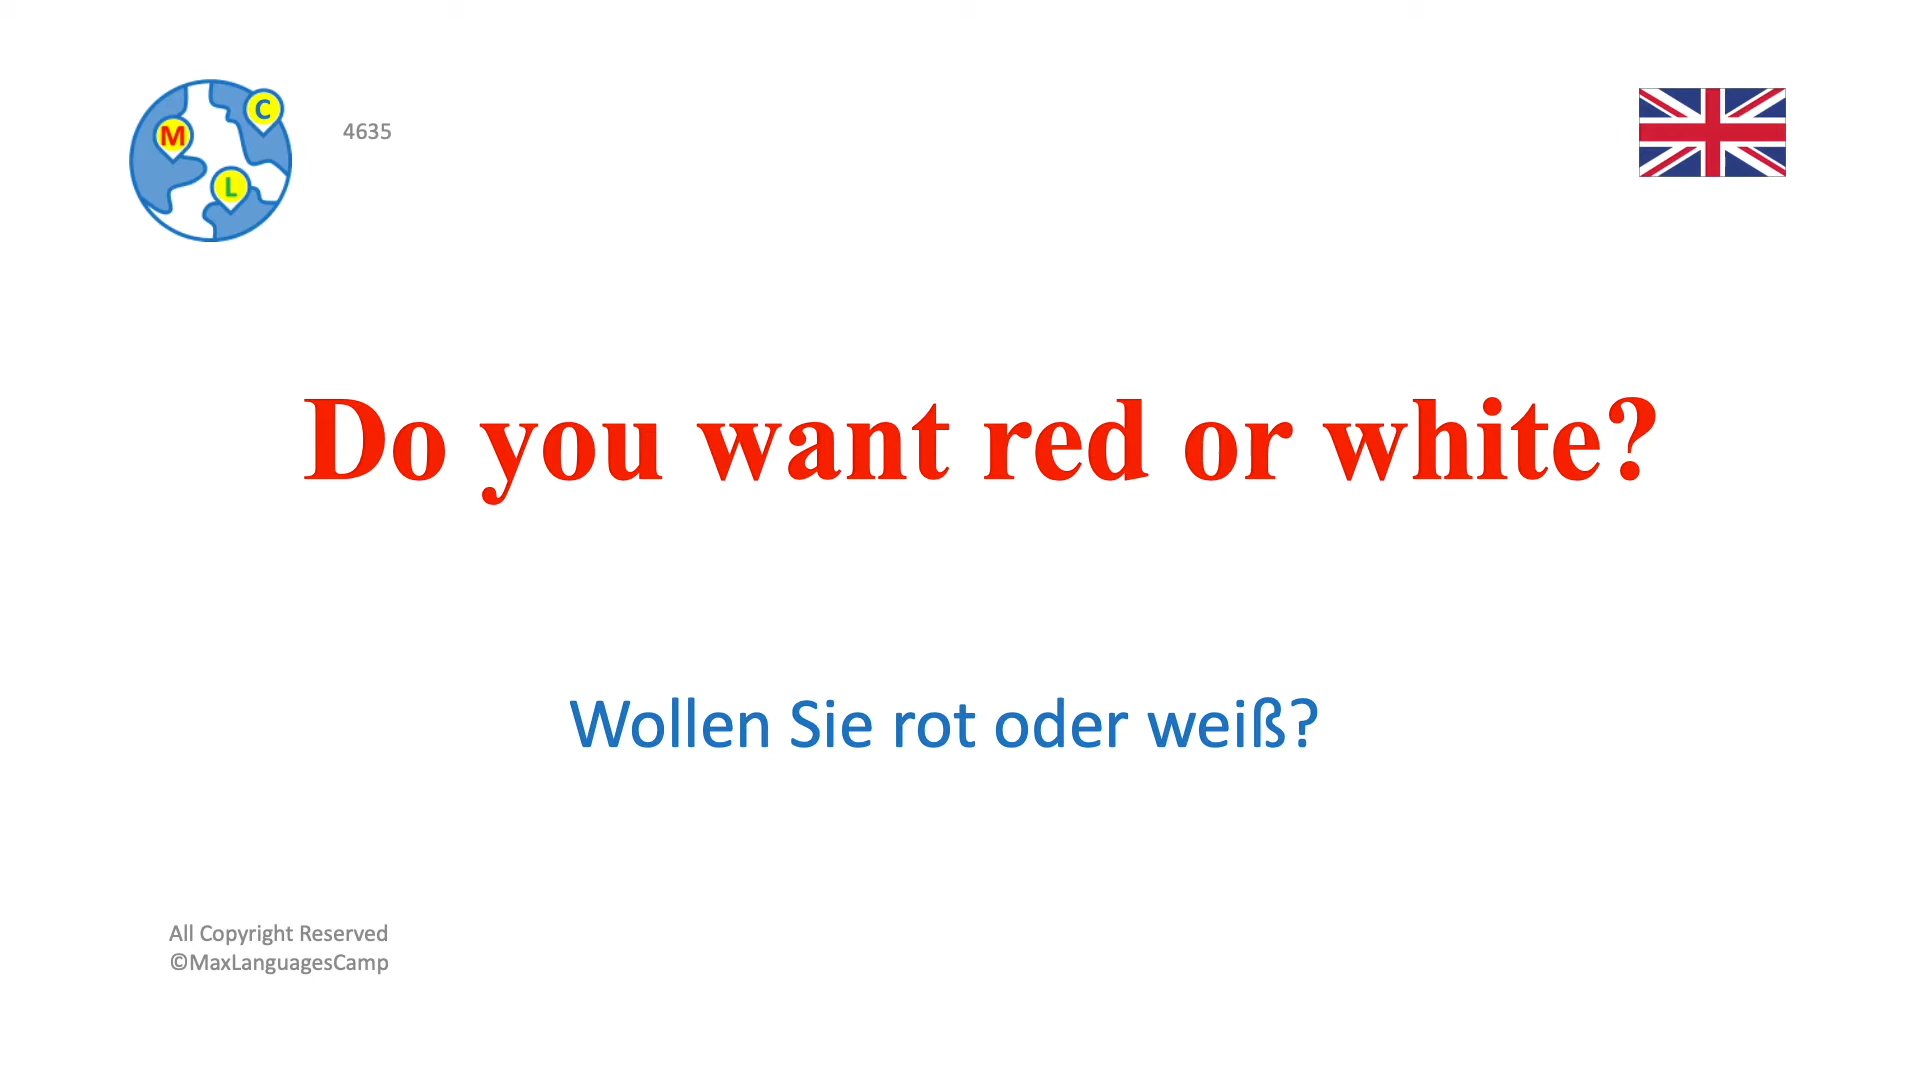 M
C
L
4635
Do you want red or white?
Wollen Sie rot oder weiß?
All Copyright Reserved
©MaxLanguagesCamp